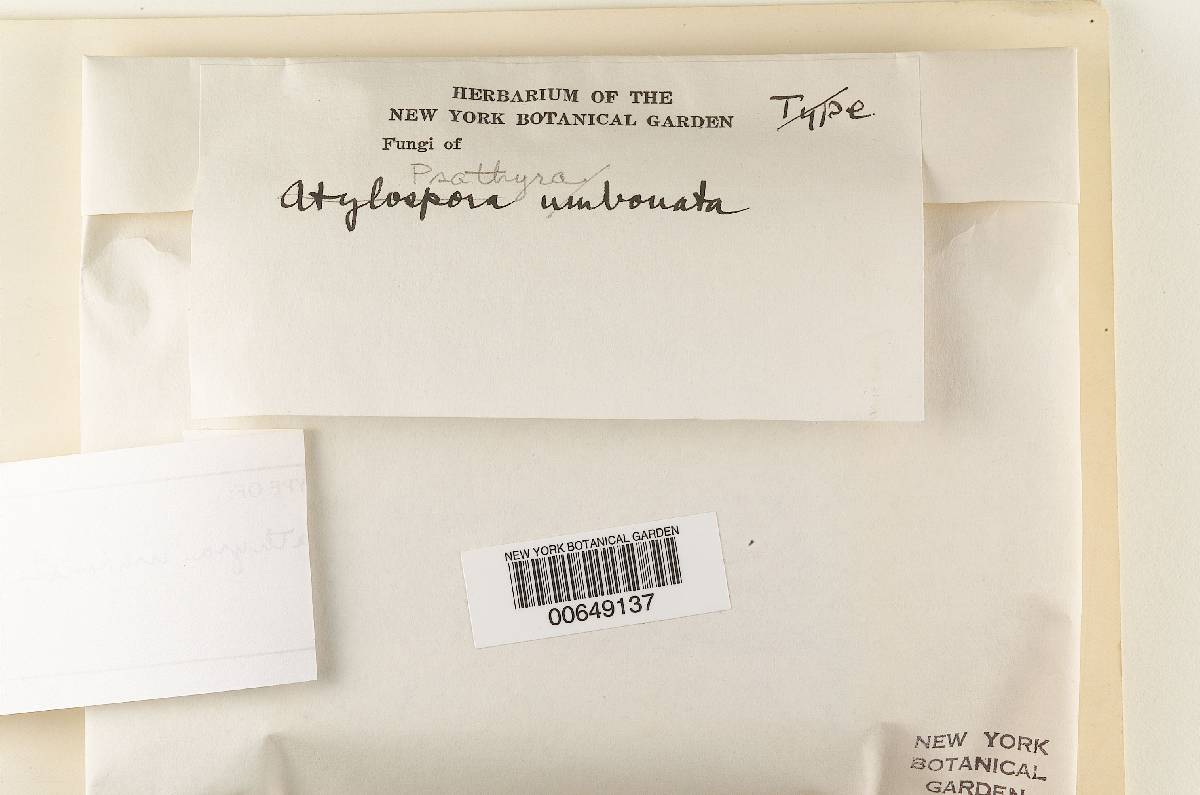 HERBARIUM OF THE
NEW YORK BOTANICAL GARDEN
Type
Fungi of
Psathyra
Atylospora umbonata
NEW YORK BOTANICAL GARDEN
00649137
NEW YORK
BOTANICAL
GARDEN